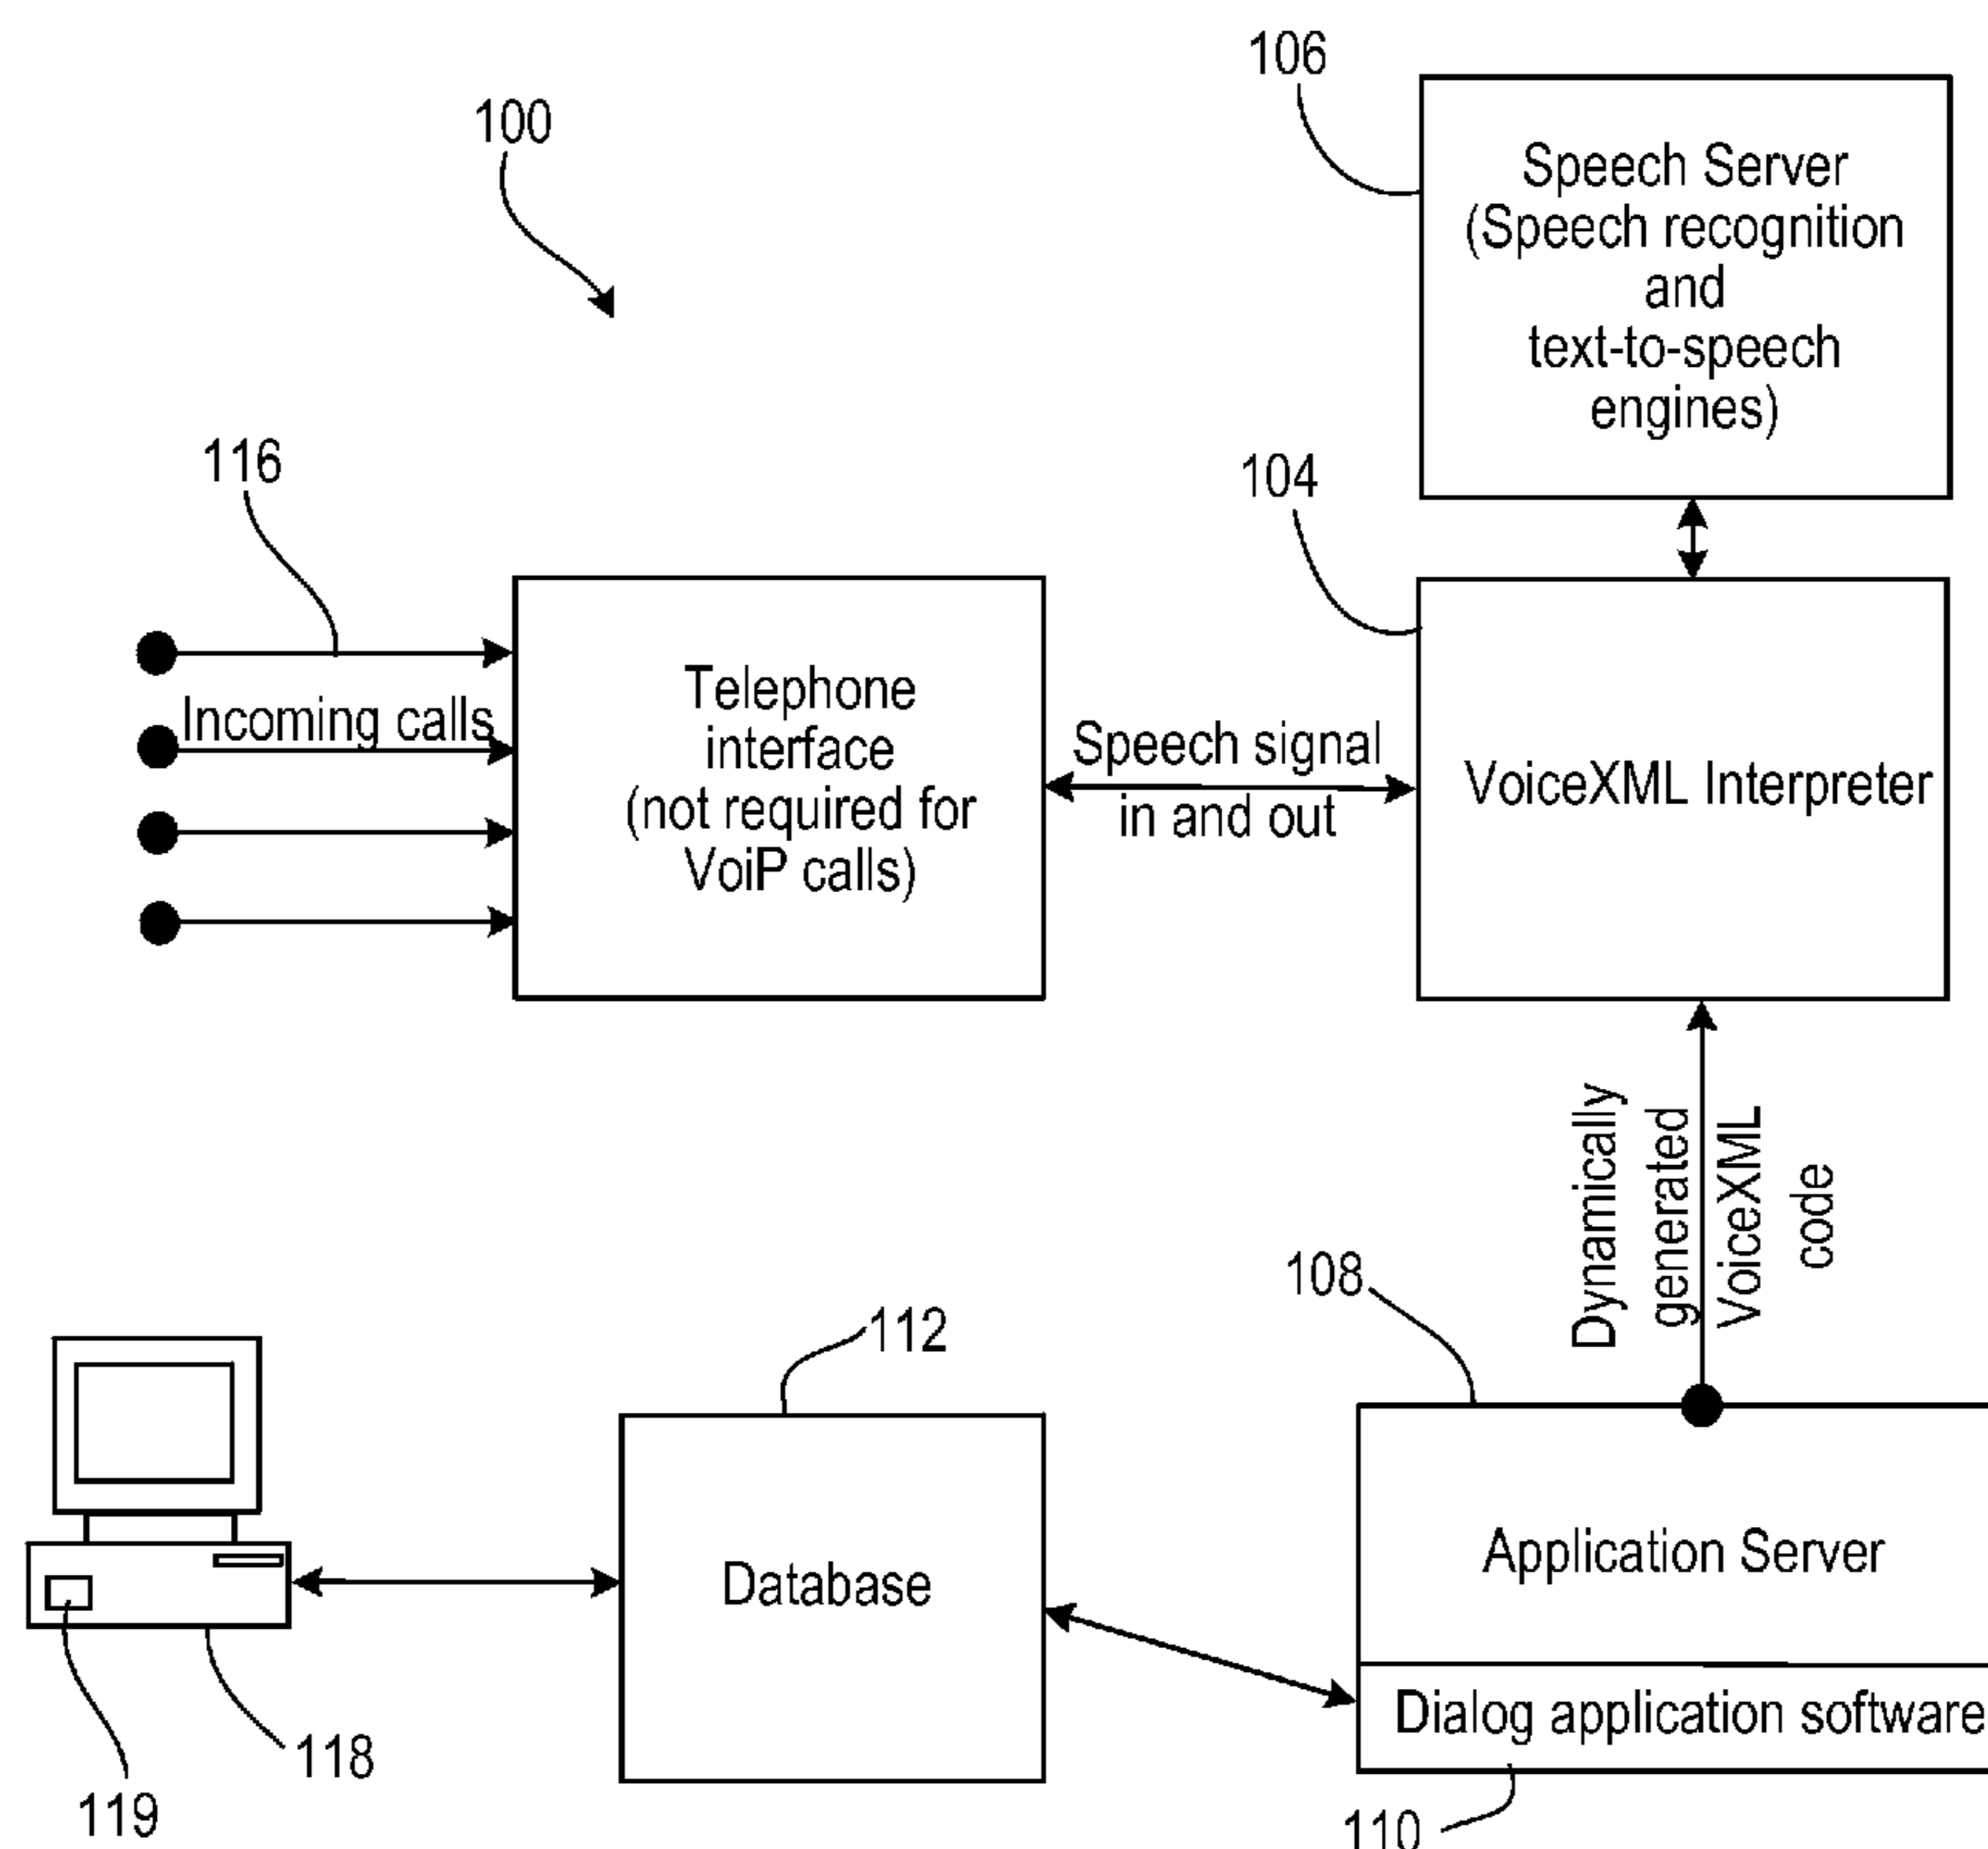 106
100
Speech Server
(Speech recognition
and
text-to-speech
engines)
116
104
Incoming calls
Telephone
interface
(not required for
VoiP calls)
Speech signal
in and out
VoiceXML Interpreter
Dynamically
generated
VoiceXML
code
108
112
Database
Application Server
Dialog application software
118
119
110